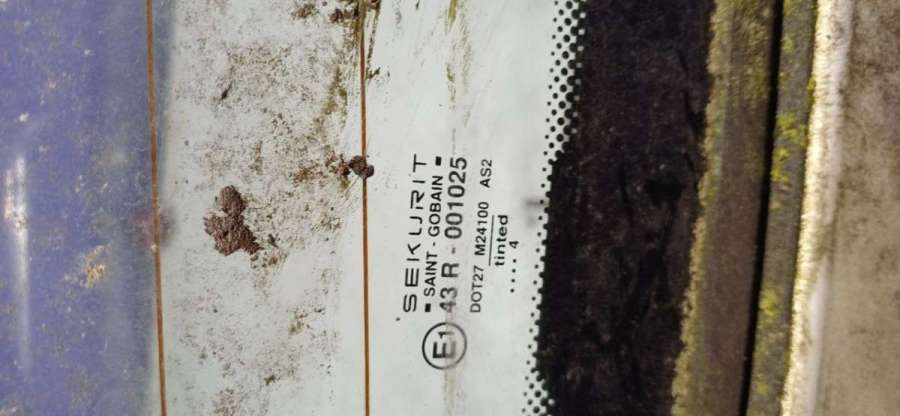 SEKURIT
▪ SAINT - GOBAIN ▪
E1 43 R - 001025
DOT27 M24100 AS2
tinted
.... 4